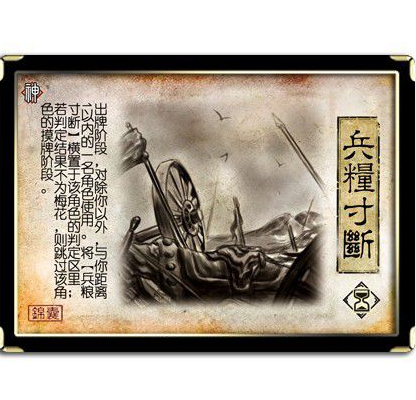 兵糧寸斷
神
出牌阶段，对除你以外，与你距离
1以内的一名角色使用。将【兵粮
寸断】横置于该角色的判定区里；
若判定结果不为梅花，则跳过该角
色的摸牌阶段。
錦囊